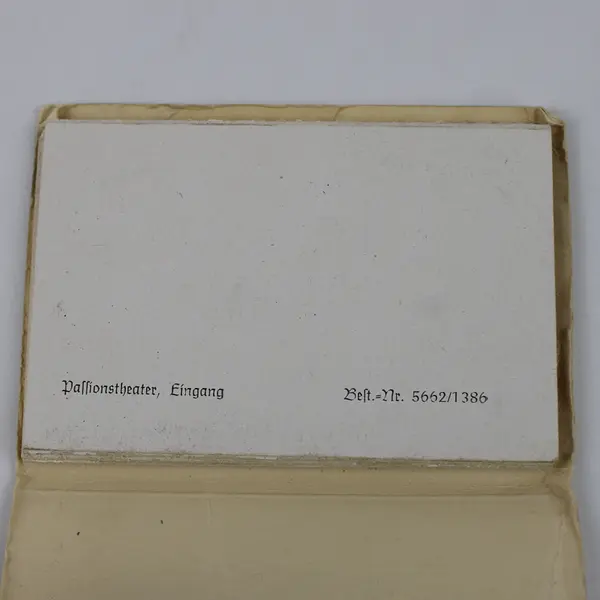 Passionstheater, Eingang
Best.=Nr. 5662/1386